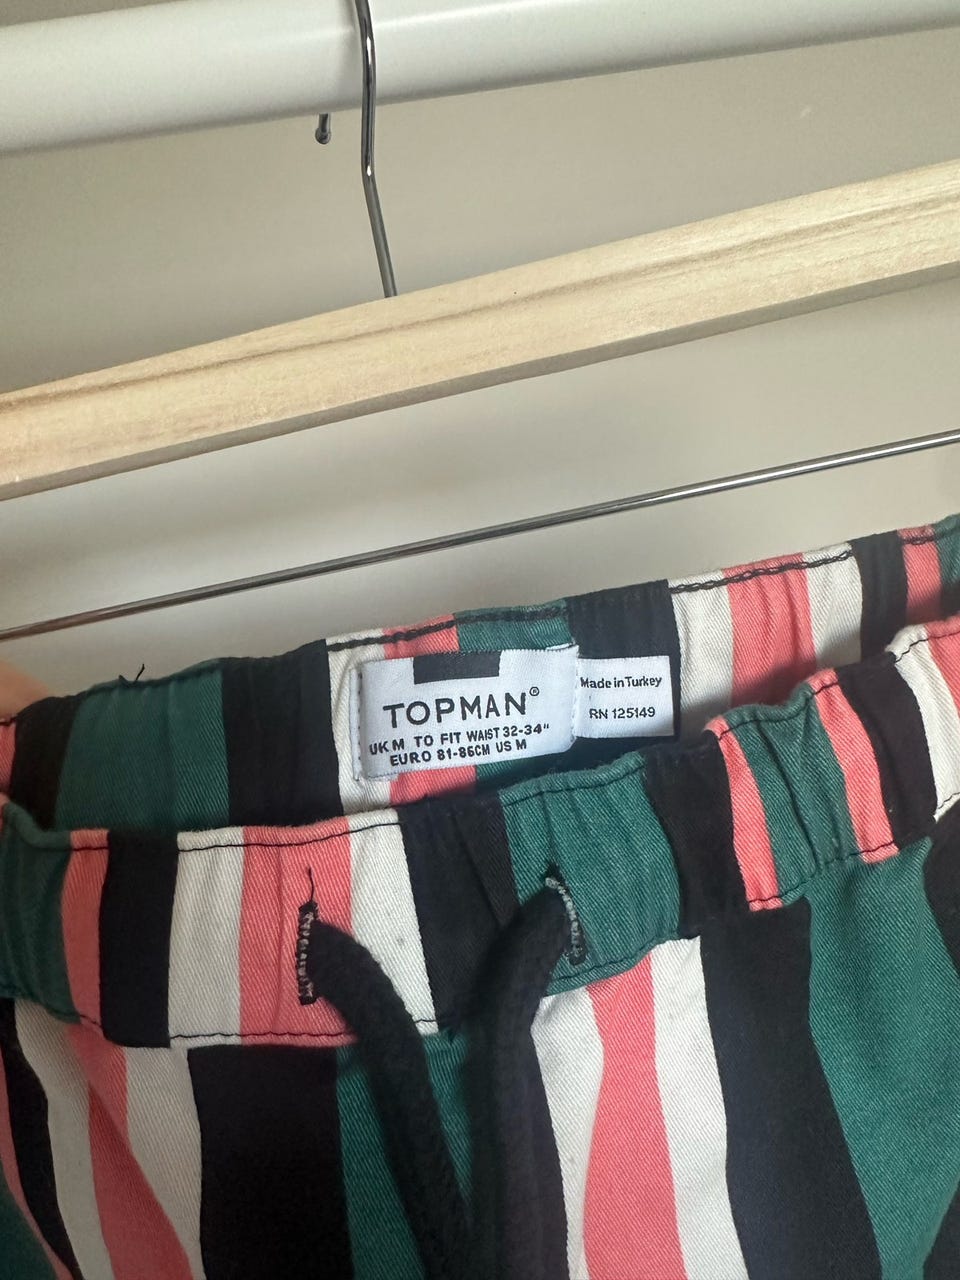 TOPMAN®
UK M TO FIT WAIST 32-34"
EURO 81-86CM US M
Made in Turkey
RN 125149